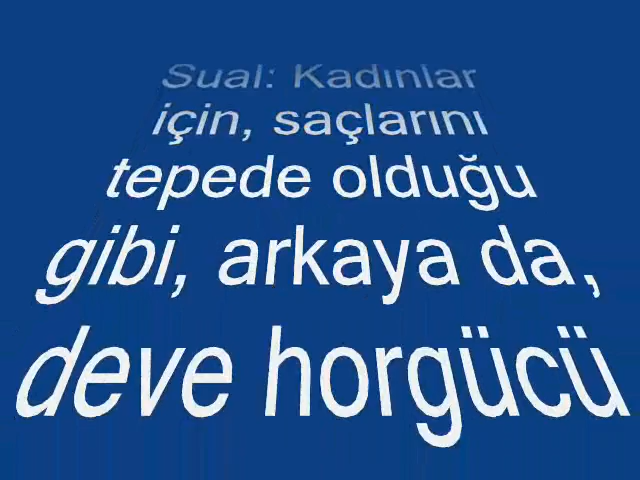 Sual: Kadınlar
için, saçlarını
tepede olduğu
gibi, arkaya da,
deve horgücü